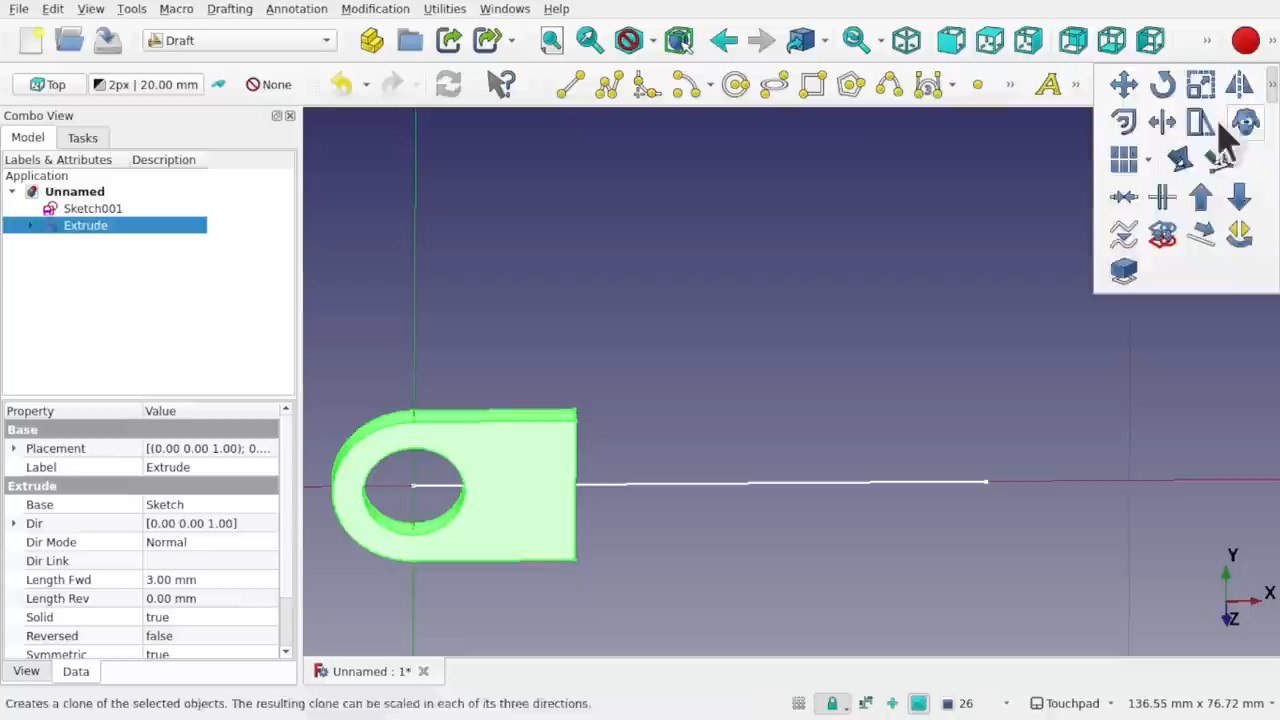 File Edit View Tools Macro Drafting Annotation Modification Utilities Windows Help
Draft
Top 2px | 20.00 mm None
Combo View
Model Tasks
Labels & Attributes Description
Application
Unnamed
Sketch001
Extrude
Property Value
Base
Placement [(0.00 0.00 1.00); 0....
Label Extrude
Extrude
Base Sketch
Dir [0.00 0.00 1.00]
Dir Mode Normal
Dir Link
Length Fwd 3.00 mm
Length Rev 0.00 mm
Solid true
Reversed false
Symmetric true
View Data
Y
X
Z
Unnamed : 1*
Creates a clone of the selected objects. The resulting clone can be scaled in each of its three directions. 26 Touchpad 136.55 mm x 76.72 mm